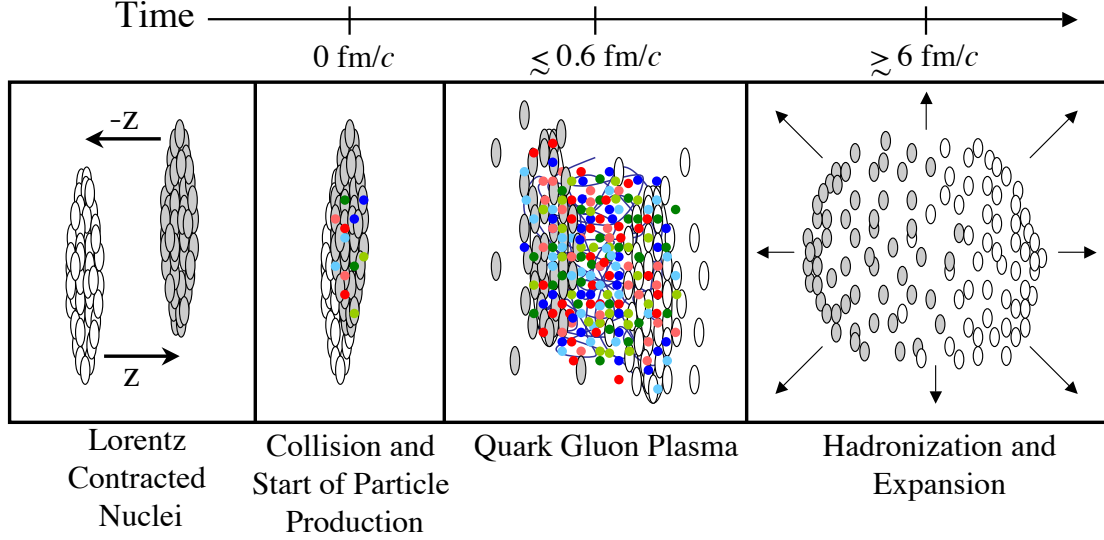 Time
0 fm/c
≲ 0.6 fm/c
≳ 6 fm/c
-z
z
Lorentz
Contracted
Nuclei
Collision and
Start of Particle
Production
Quark Gluon Plasma
Hadronization and
Expansion